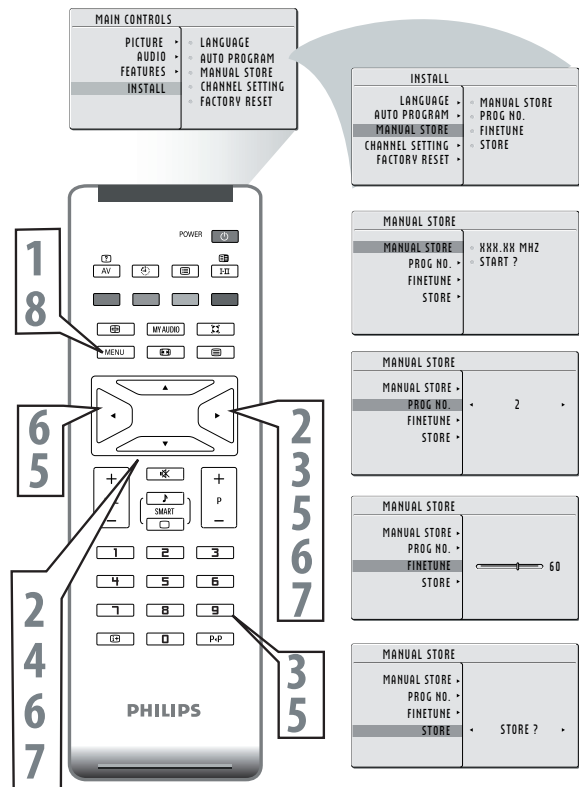 MAIN CONTROLS
PICTURE
AUDIO
FEATURES
INSTALL
LANGUAGE
AUTO PROGRAM
MANUAL STORE
CHANNEL SETTING
FACTORY RESET
INSTALL
LANGUAGE
AUTO PROGRAM
MANUAL STORE
CHANNEL SETTING
FACTORY RESET
MANUAL STORE
PROG NO.
FINETUNE
STORE
MANUAL STORE
MANUAL STORE
PROG NO.
FINETUNE
STORE
XXX.XX MHZ
START ?
MANUAL STORE
MANUAL STORE
PROG NO.
FINETUNE
STORE
2
MANUAL STORE
MANUAL STORE
PROG NO.
FINETUNE
STORE
60
MANUAL STORE
MANUAL STORE
PROG NO.
FINETUNE
STORE
STORE ?
POWER
AV
I-II
MY AUDIO
MENU
+
−
SMART
+
P
−
1 2 3
4 5 6
7 8 9
0 P◂P
PHILIPS
1
8
6
5
2
4
6
7
2
3
5
6
7
3
5